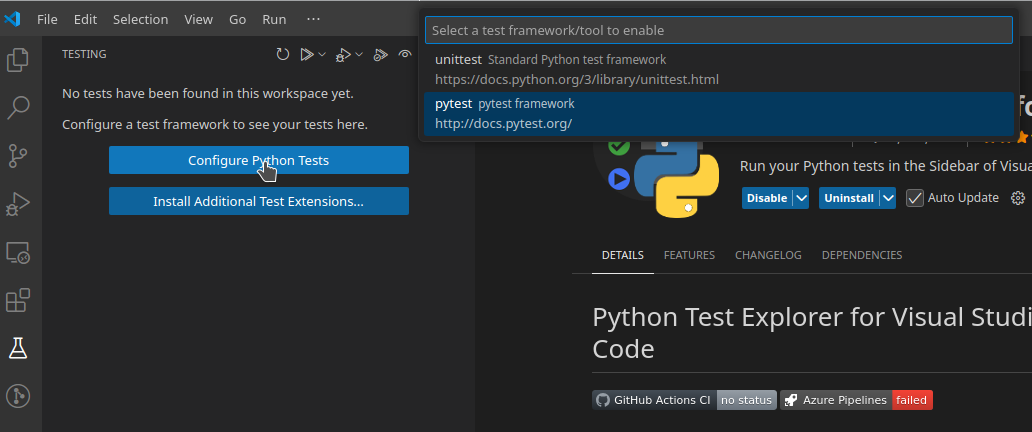 File Edit Selection View Go Run ···
Select a test framework/tool to enable
unittest Standard Python test framework
https://docs.python.org/3/library/unittest.html
pytest pytest framework
http://docs.pytest.org/
TESTING
No tests have been found in this workspace yet.
Configure a test framework to see your tests here.
Configure Python Tests
Install Additional Test Extensions...
Run your Python tests in the Sidebar of Visua
Disable Uninstall Auto Update
DETAILS FEATURES CHANGELOG DEPENDENCIES
Python Test Explorer for Visual Studi
Code
GitHub Actions CI no status Azure Pipelines failed